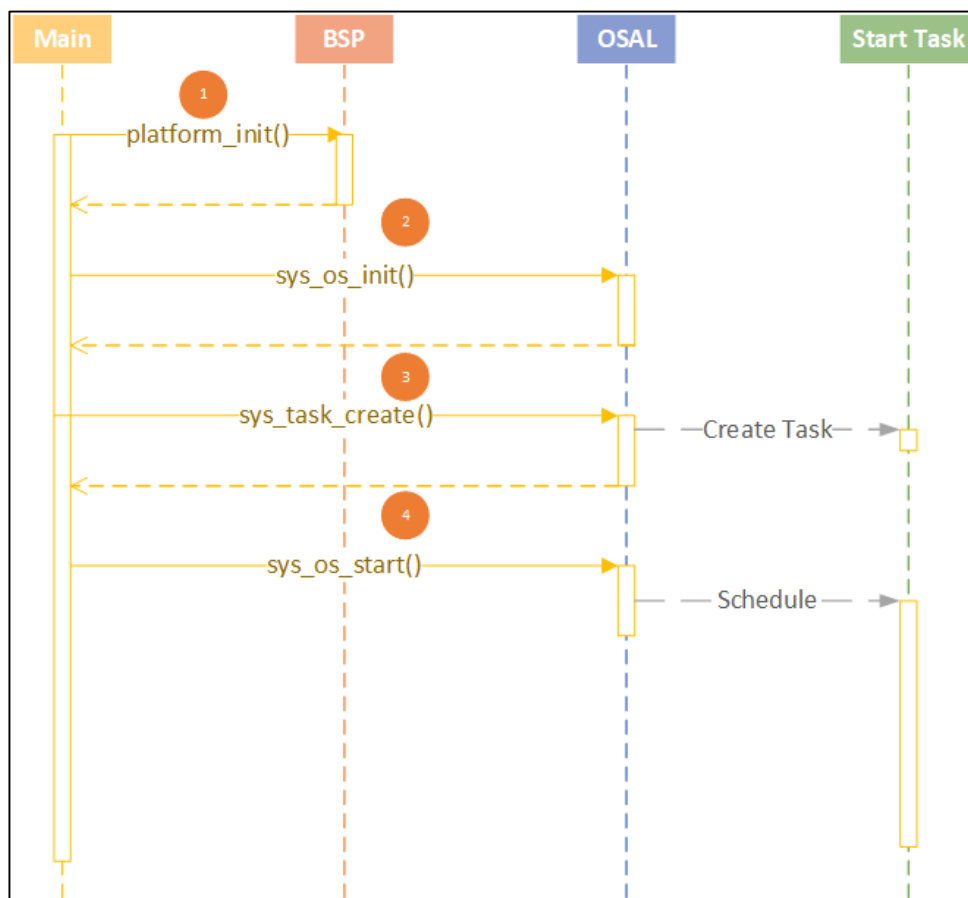 Main BSP OSAL Start Task
1
platform_init()
2
sys_os_init()
3
sys_task_create()
Create Task
4
sys_os_start()
Schedule